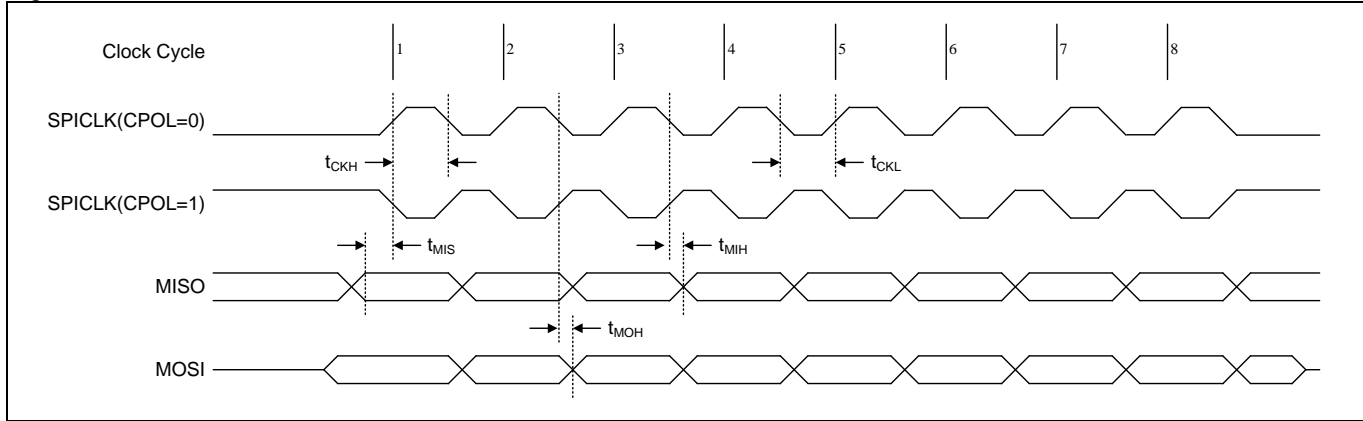 Clock Cycle 1 2 3 4 5 6 7 8
SPICLK(CPOL=0)
tCKH tCKL
SPICLK(CPOL=1)
tMIS tMIH
MISO
tMOH
MOSI